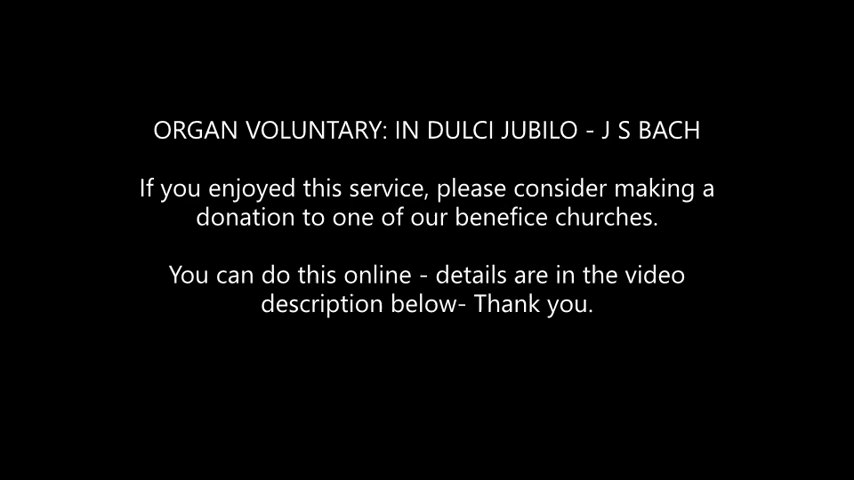 ORGAN VOLUNTARY: IN DULCI JUBILO - J S BACH
If you enjoyed this service, please consider making a
donation to one of our benefice churches.
You can do this online - details are in the video
description below- Thank you.